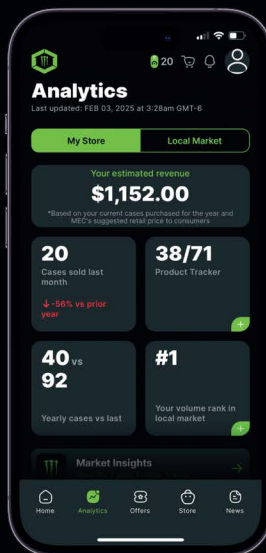 20
Analytics
Last updated: FEB 03, 2025 at 3:28am GMT-6
My Store
Local Market
Your estimated revenue
$1,152.00
*Based on your current cases purchased for the year and
MEC's suggested retail price to consumers
20
Cases sold last
month
↓-56% vs prior
year
38/71
Product Tracker
+
40 vs
92
Yearly cases vs last
#1
Your volume rank in
local market
+
Market Insights
→
Home
Analytics
Offers
Store
News